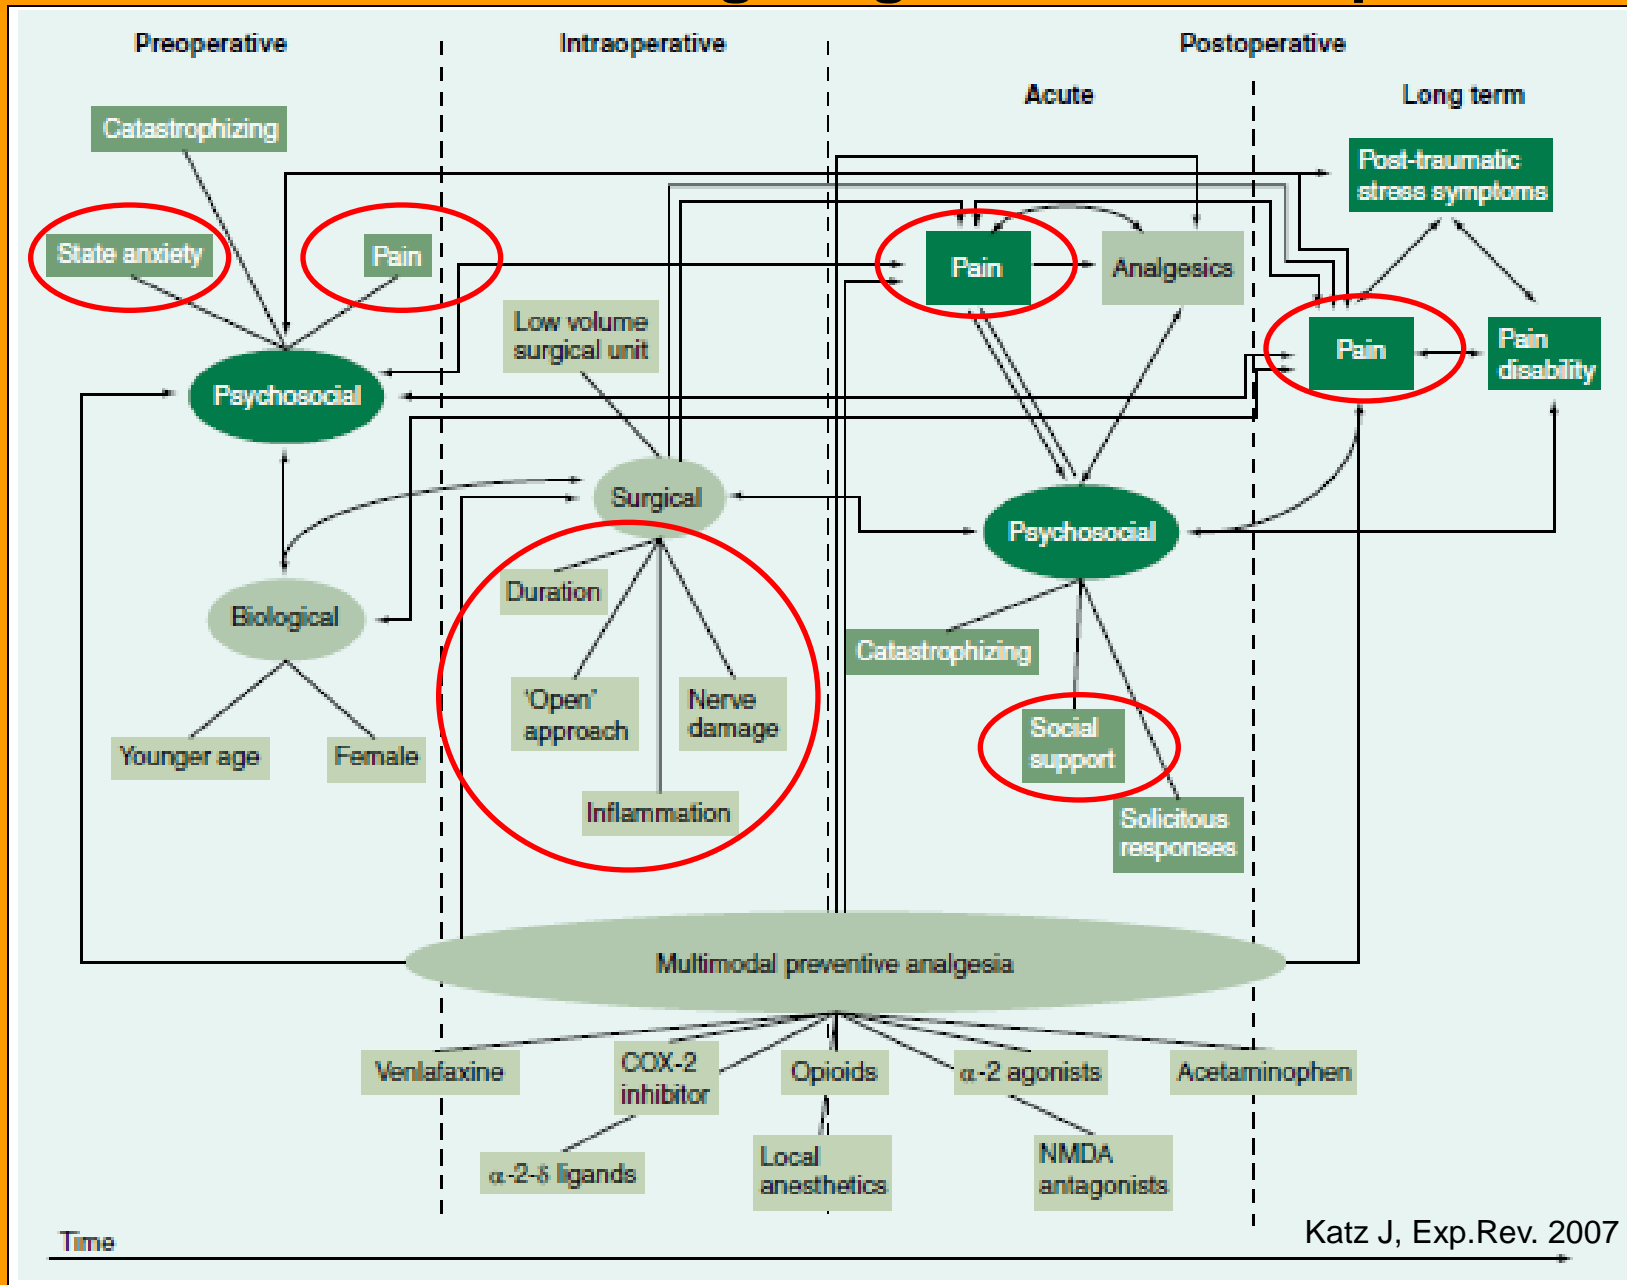 Preoperative
Intraoperative
Postoperative
Acute
Long term
Catastrophizing
State anxiety
Pain
Psychosocial
Biological
Younger age
Female
Low volume
surgical unit
Surgical
Duration
'Open'
approach
Nerve
damage
Inflammation
Pain
Analgesics
Psychosocial
Catastrophizing
Social
support
Solicitous
responses
Post-traumatic
stress symptoms
Pain
Pain
disability
Multimodal preventive analgesia
Venlafaxine
COX-2
inhibitor
Opioids
α-2 agonists
Acetaminophen
α-2-δ ligands
Local
anesthetics
NMDA
antagonists
Katz J, Exp.Rev. 2007
Time